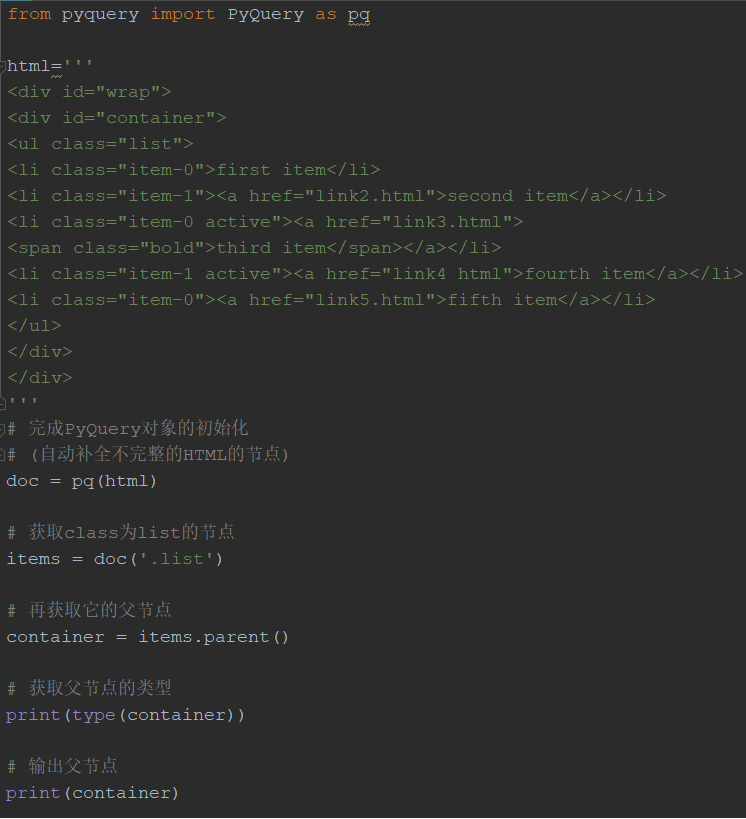 from pyquery import PyQuery as pq
html='''
<div id="wrap">
<div id="container">
<ul class="list">
<li class="item-0">first item</li>
<li class="item-1"><a href="link2.html">second item</a></li>
<li class="item-0 active"><a href="link3.html">
<span class="bold">third item</span></a></li>
<li class="item-1 active"><a href="link4 html">fourth item</a></li>
<li class="item-0"><a href="link5.html">fifth item</a></li>
</ul>
</div>
</div>
'''
# 完成PyQuery对象的初始化
# (自动补全不完整的HTML的节点)
doc = pq(html)
# 获取class为list的节点
items = doc('.list')
# 再获取它的父节点
container = items.parent()
# 获取父节点的类型
print(type(container))
# 输出父节点
print(container)